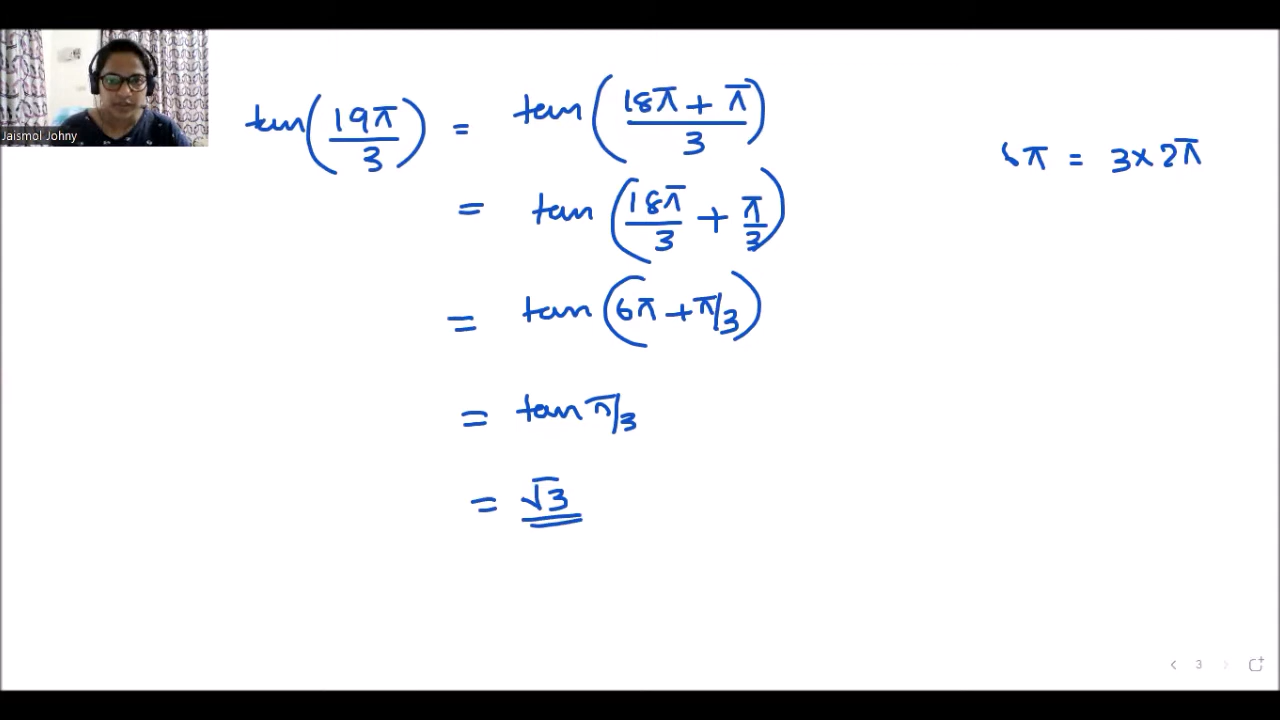 Jaismol Johny
tan(19π/3) = tan((18π + π)/3)
6π = 3×2π
= tan(18π/3 + π/3)
= tan(6π + π/3)
= tan π/3
= √3
3